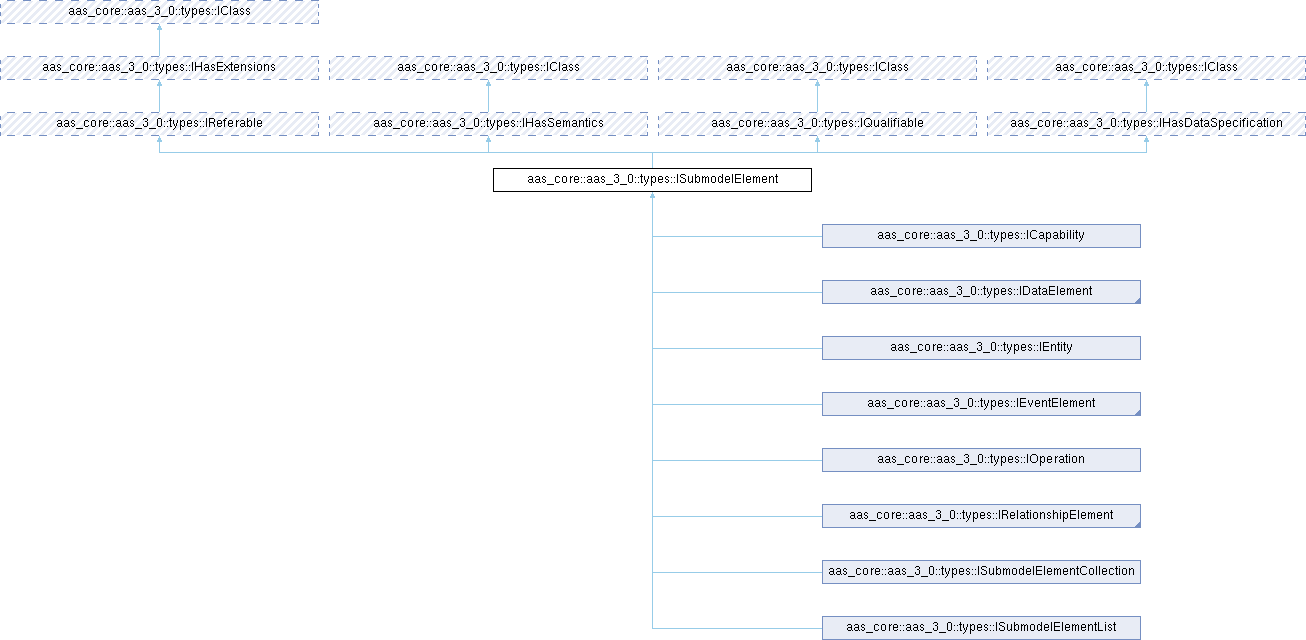 aas_core::aas_3_0::types::IClass
aas_core::aas_3_0::types::IHasExtensions
aas_core::aas_3_0::types::IClass
aas_core::aas_3_0::types::IClass
aas_core::aas_3_0::types::IClass
aas_core::aas_3_0::types::IReferable
aas_core::aas_3_0::types::IHasSemantics
aas_core::aas_3_0::types::IQualifiable
aas_core::aas_3_0::types::IHasDataSpecification
aas_core::aas_3_0::types::ISubmodelElement
aas_core::aas_3_0::types::ICapability
aas_core::aas_3_0::types::IDataElement
aas_core::aas_3_0::types::IEntity
aas_core::aas_3_0::types::IEventElement
aas_core::aas_3_0::types::IOperation
aas_core::aas_3_0::types::IRelationshipElement
aas_core::aas_3_0::types::ISubmodelElementCollection
aas_core::aas_3_0::types::ISubmodelElementList